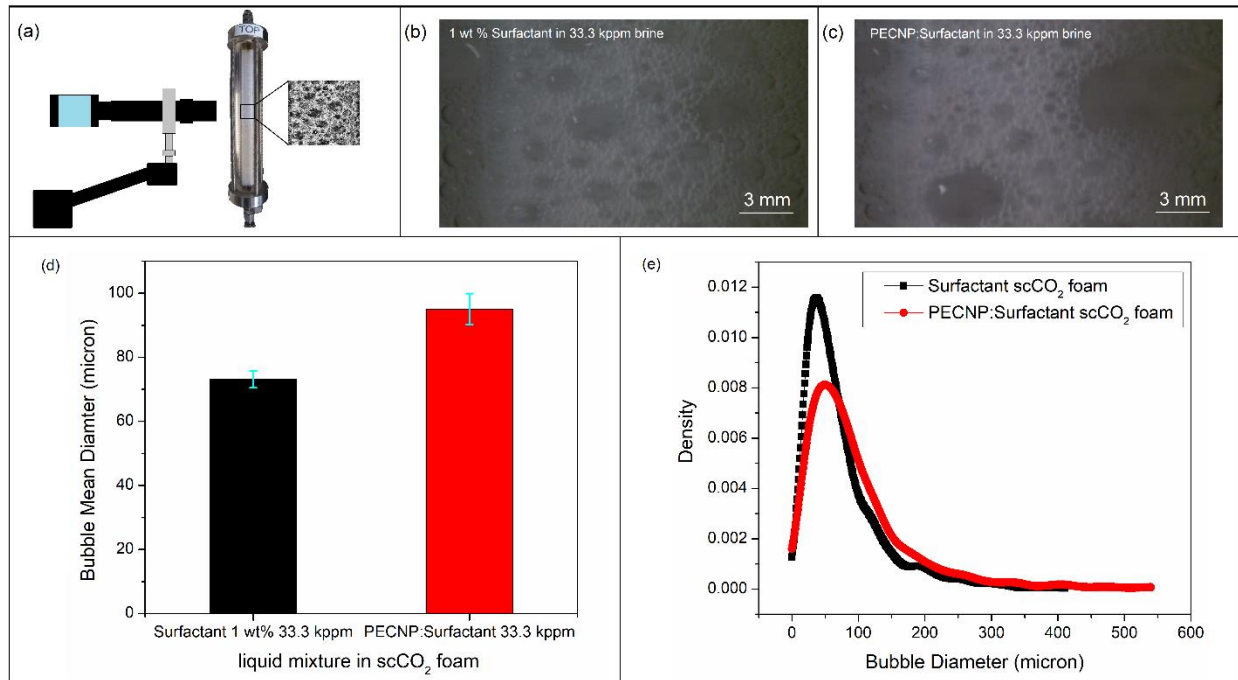 (a)
TOP
(b)
1 wt % Surfactant in 33.3 kppm brine
3 mm
(c)
PECNP:Surfactant in 33.3 kppm brine
3 mm
(d)
Bubble Mean Diamter (micron)
100
80
60
40
20
0
Surfactant 1 wt% 33.3 kppm
PECNP:Surfactant 33.3 kppm
liquid mixture in scCO₂ foam
(e)
Surfactant scCO₂ foam
PECNP:Surfactant scCO₂ foam
Density
0.012
0.010
0.008
0.006
0.004
0.002
0.000
0
100
200
300
400
500
600
Bubble Diameter (micron)